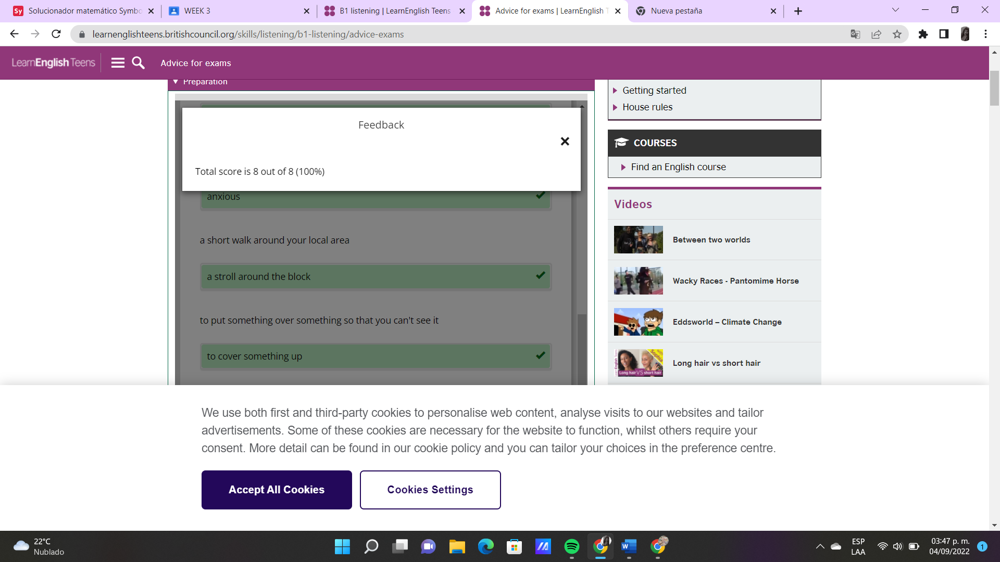 Sy Solucionador matemático Symbo
WEEK 3
B1 listening | LearnEnglish Teens
Advice for exams | LearnEnglish T
Nueva pestaña
learnenglishteens.britishcouncil.org/skills/listening/b1-listening/advice-exams
LearnEnglish Teens
Advice for exams
Preparation
Feedback
Total score is 8 out of 8 (100%)
anxious
a short walk around your local area
a stroll around the block
to put something over something so that you can't see it
to cover something up
Getting started
House rules
COURSES
Find an English course
Videos
Between two worlds
Wacky Races - Pantomime Horse
Eddsworld – Climate Change
Sophia
Long hair VS short hair
Long hair vs short hair
We use both first and third-party cookies to personalise web content, analyse visits to our websites and tailor
advertisements. Some of these cookies are necessary for the website to function, whilst others require your
consent. More detail can be found in our cookie policy and you can tailor your choices in the preference centre.
Accept All Cookies
Cookies Settings
22°C
Nublado
W
ESP
LAA
03:47 p. m.
04/09/2022
1